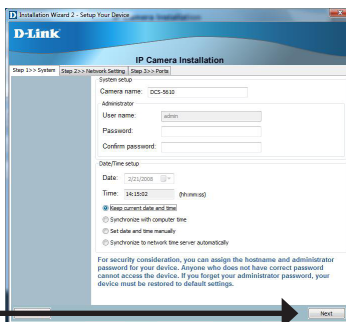 Installation Wizard 2 - Setup Your Device
D-Link
IP Camera Installation
Step 1>> System Step 2>> Network Setting Step 3>> Ports
System setup
Camera name: DCS-5610
Administrator
User name: admin
Password:
Confirm password:
Date/Time setup
Date: 2/21/2008
Time: 14:15:02 (hh:mm:ss)
Keep current date and time
Synchronize with computer time
Set date and time manually
Synchronize to network time server automatically
For security consideration, you can assign the hostname and administrator
password for your device. Anyone who does not have correct password
cannot access the device. If you forget your administrator password, your
device must be restored to default settings.
Next